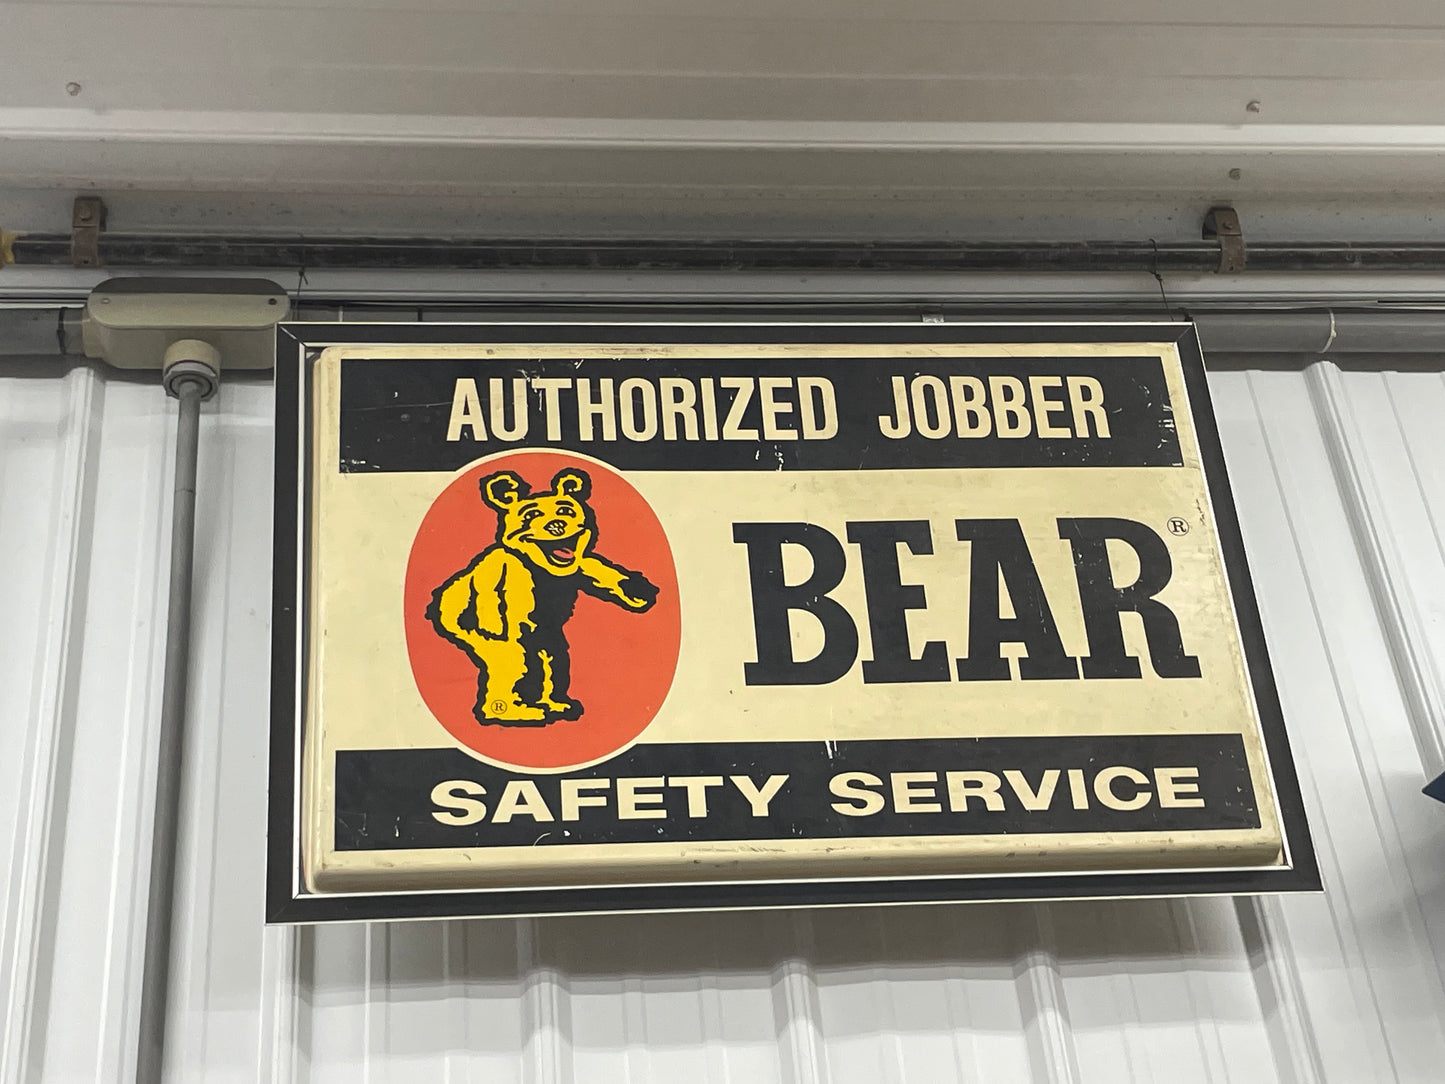 AUTHORIZED JOBBER
BEAR®
®
SAFETY SERVICE